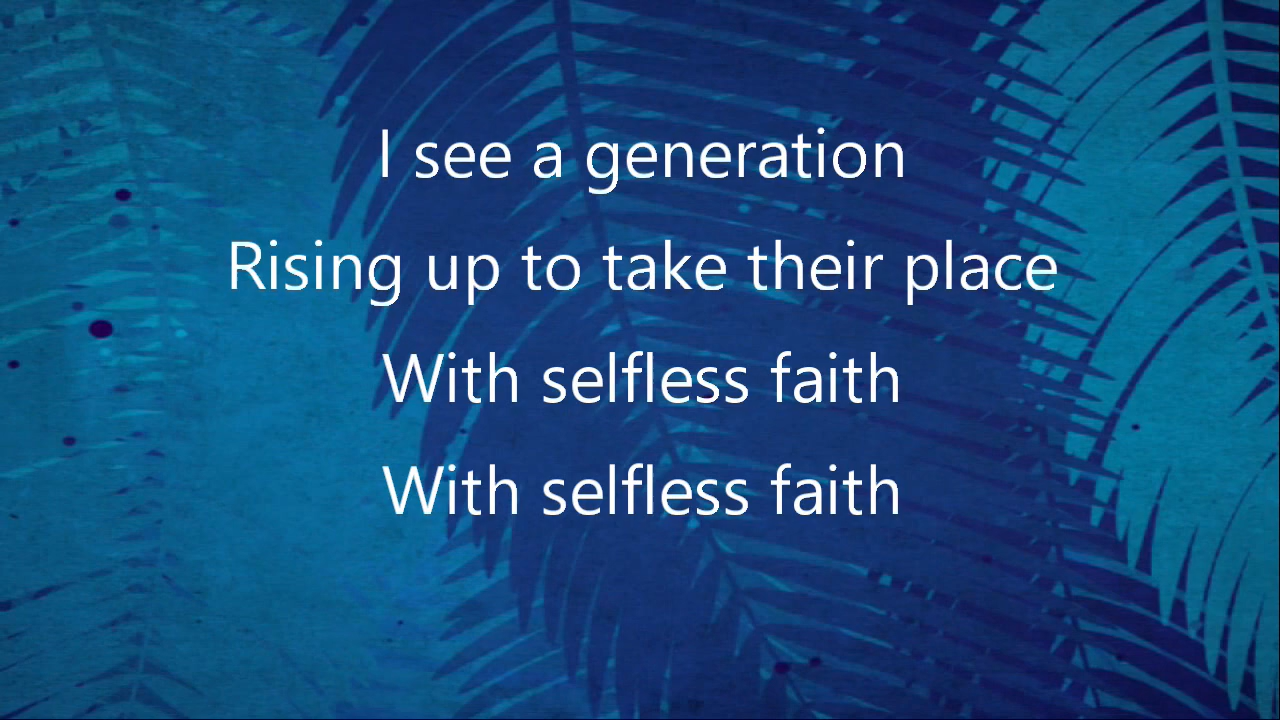 I see a generation
Rising up to take their place
With selfless faith
With selfless faith